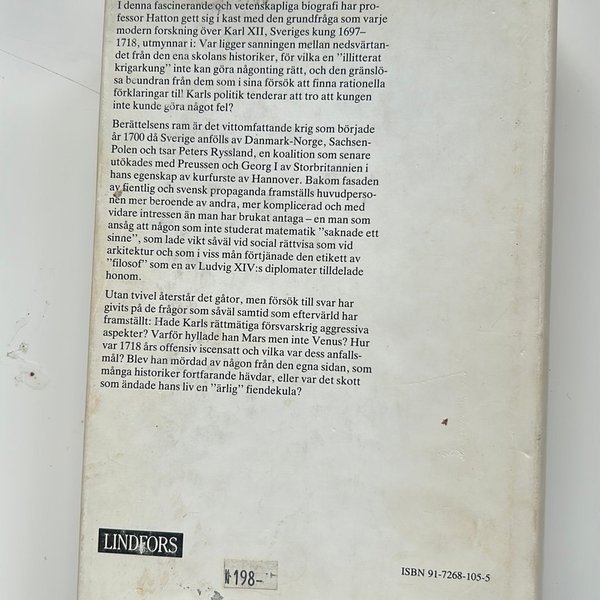 I denna fascinerande och vetenskapliga biografi har pro-
fessor Hatton gett sig i kast med den grundfråga som varje
modern forskning över Karl XII, Sveriges kung 1697–
1718, utmynnar i: Var ligger sanningen mellan nedsvärtan-
det från den ena skolans historiker, för vilka en "illitterat
krigarkung" inte kan göra någonting rätt, och den gränslö-
sa beundran från dem som i sina försök att finna rationella
förklaringar till Karls politik tenderar att tro att kungen
inte kunde göra något fel?
Berättelsens ram är det vittomfattande krig som började
år 1700 då Sverige anfölls av Danmark-Norge, Sachsen-
Polen och tsar Peters Ryssland, en koalition som senare
utökades med Preussen och Georg I av Storbritannien i
hans egenskap av kurfurste av Hannover. Bakom fasaden
av fientlig och svensk propaganda framställs huvudperso-
nen mer beroende av andra, mer komplicerad och med
vidare intressen än man har brukat antaga – en man som
ansåg att någon som inte studerat matematik "saknade ett
sinne", som lade vikt såväl vid social rättvisa som vid
arkitektur och som i viss mån förtjänade den etikett av
"filosof" som en av Ludvig XIV:s diplomater tilldelade
honom.
Utan tvivel återstår det gåtor, men försök till svar har
givits på de frågor som såväl samtid som eftervärld har
framställt: Hade Karls rättmätiga försvarskrig aggressiva
aspekter? Varför hyllade han Mars men inte Venus? Hur
var 1718 års offensiv iscensatt och vilka var dess anfalls-
mål? Blev han mördad av någon från den egna sidan, som
många historiker fortfarande hävdar, eller var det skott
som ändade hans liv en "ärlig" fiendekula?
LINDFORS
198-
ISBN 91-7268-105-5